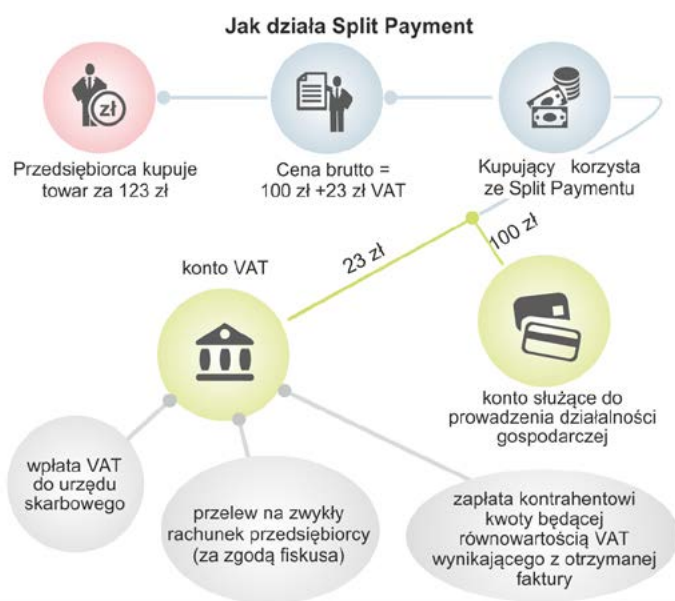 Jak działa Split Payment
zł
Przedsiębiorca kupuje
towar za 123 zł
Cena brutto =
100 zł +23 zł VAT
Kupujący korzysta
ze Split Paymentu
konto VAT
23 zł
100 zł
konto służące do
prowadzenia działalności
gospodarczej
wpłata VAT
do urzędu
skarbowego
przelew na zwykły
rachunek przedsiębiorcy
(za zgodą fiskusa)
zapłata kontrahentowi
kwoty będącej
równowartością VAT
wynikającego z otrzymanej
faktury